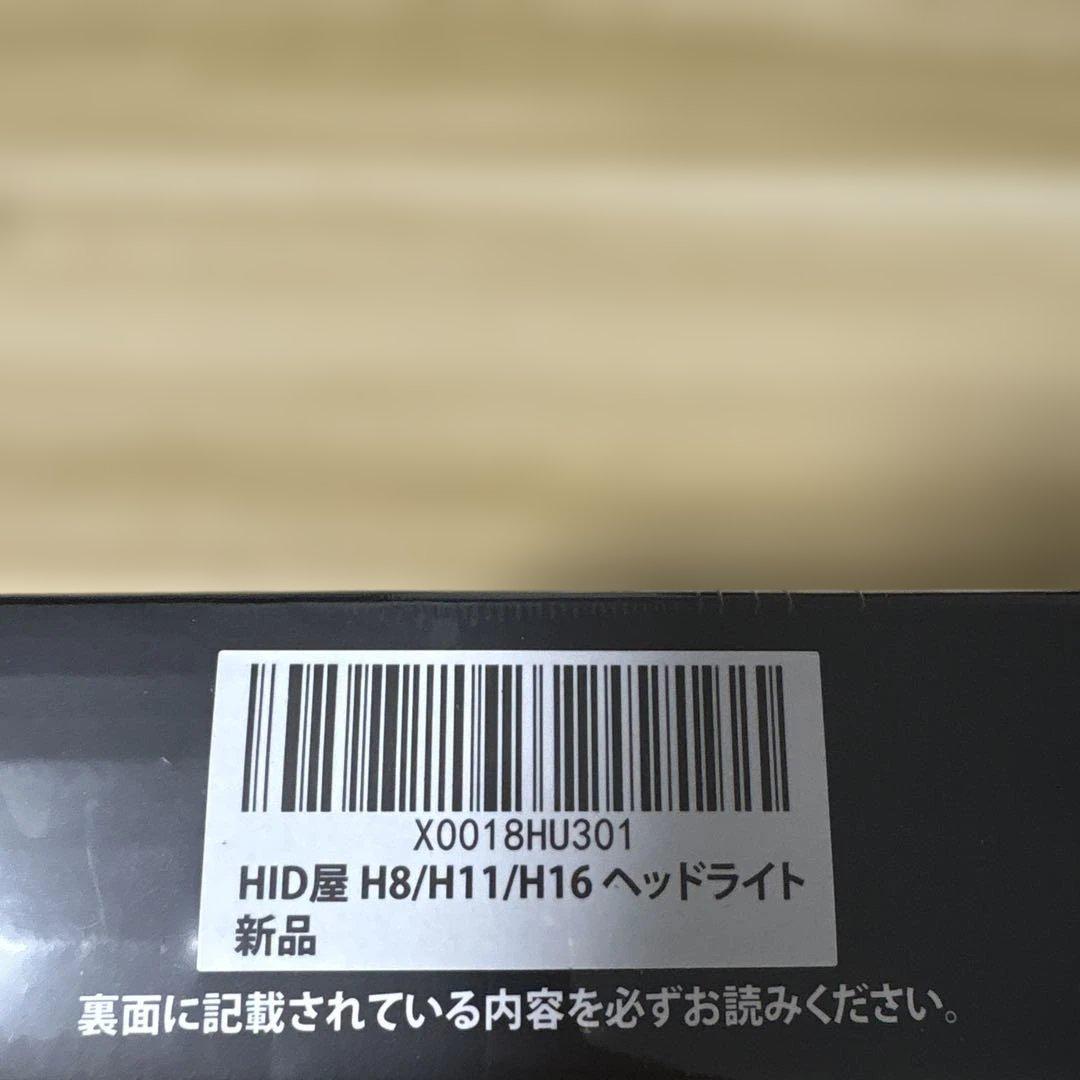 X0018HU301
HID屋 H8/H11/H16 ヘッドライト
新品
裏面に記載されている内容を必ずお読みください。